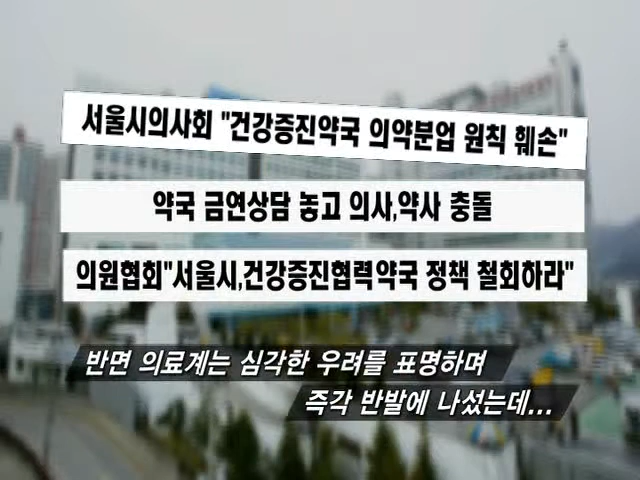 서울시의사회 "건강증진약국 의약분업 원칙 훼손"
약국 금연상담 놓고 의사,약사 충돌
의원협회"서울시,건강증진협력약국 정책 철회하라"
반면 의료계는 심각한 우려를 표명하며
즉각 반발에 나섰는데...